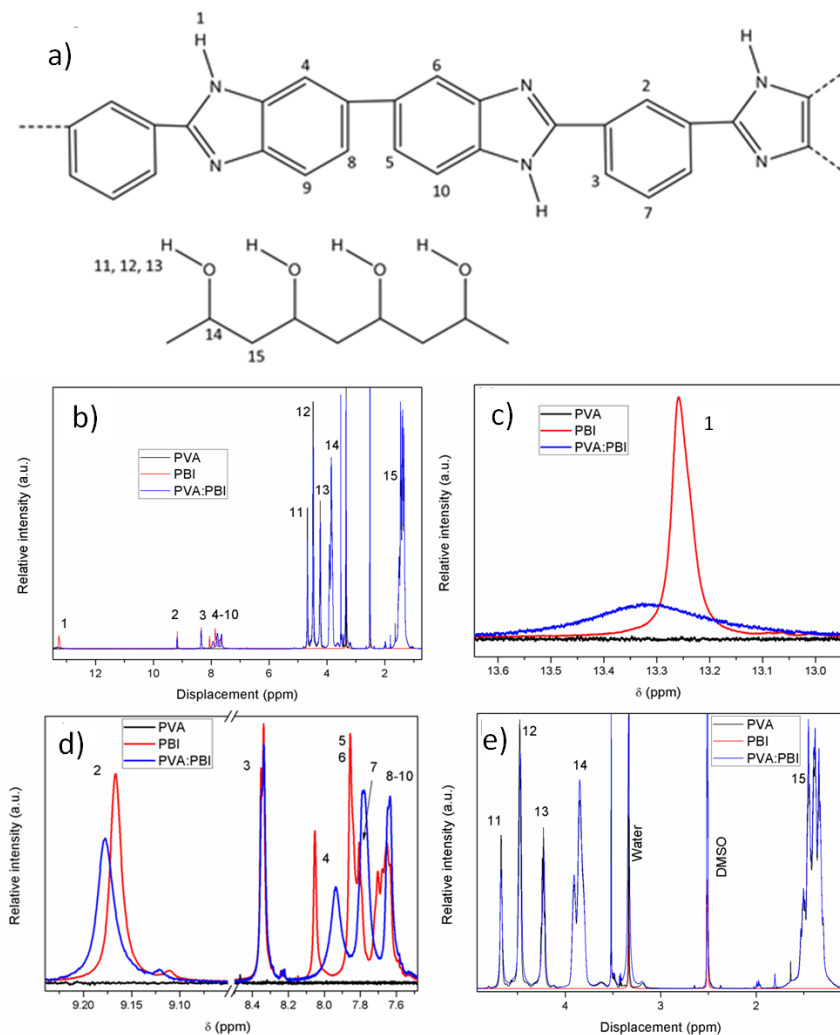 a)
1
H
N
N
4
9
8
5
6
10
N
N
H
2
3
7
H
N
N
11, 12, 13
H
O
H
O
H
O
H
O
14
15
b)
Relative intensity (a.u.)
PVA
PBI
PVA:PBI
1
2
3
4-10
11
12
13
14
15
12
10
8
6
4
2
Displacement (ppm)
c)
Relative intensity (a.u.)
PVA
PBI
PVA:PBI
1
13.6
13.5
13.4
13.3
13.2
13.1
13.0
δ (ppm)
d)
Relative intensity (a.u.)
PVA
PBI
PVA:PBI
2
3
4
5
6
7
8-10
9.20
9.15
9.10
8.4
8.2
8.0
7.8
7.6
δ (ppm)
e)
Relative intensity (a.u.)
PVA
PBI
PVA:PBI
11
12
13
14
Water
DMSO
15
4
3
2
Displacement (ppm)